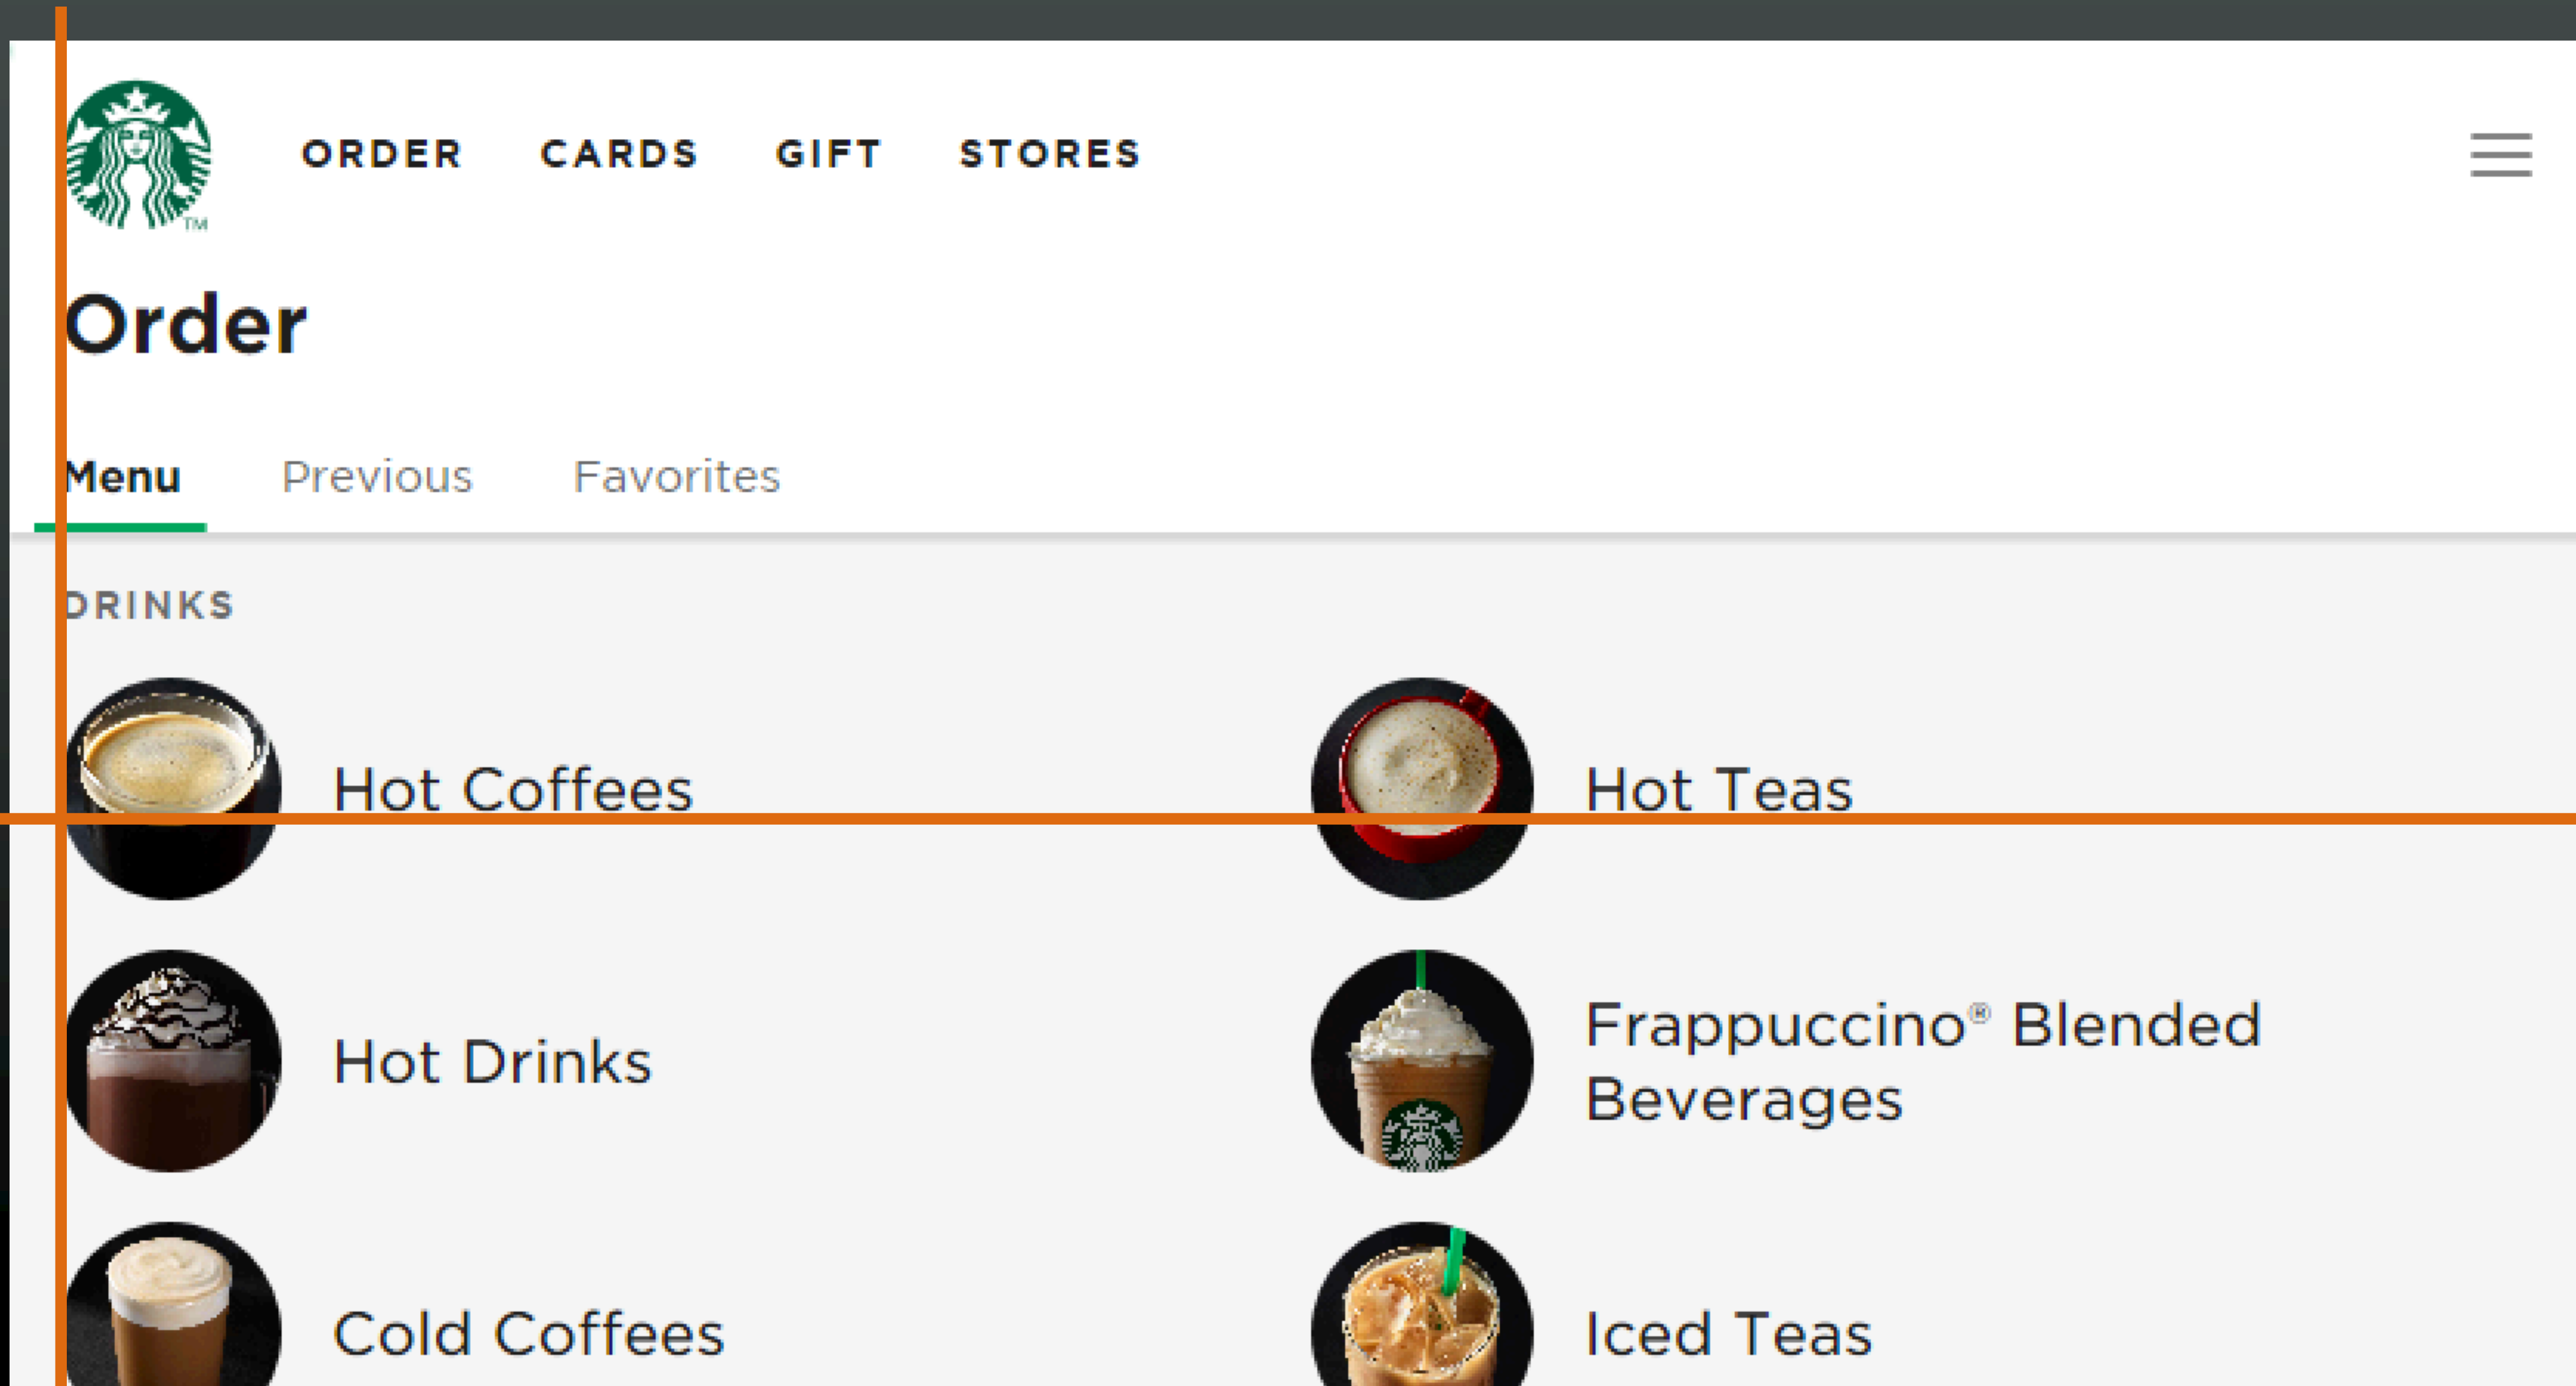 TM
ORDER CARDS GIFT STORES
Order
Menu Previous Favorites
DRINKS
Hot Coffees
Hot Teas
Hot Drinks
Frappuccino® Blended
Beverages
Cold Coffees
Iced Teas